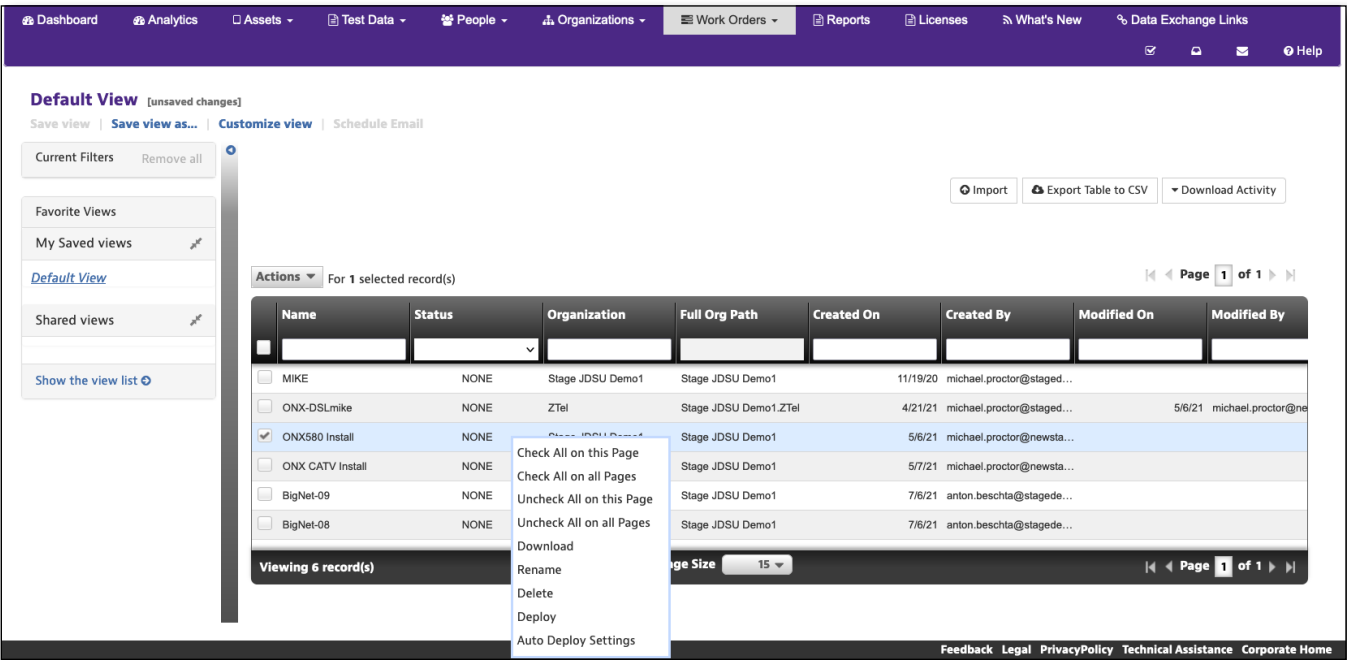 Dashboard Analytics Assets Test Data People Organizations Work Orders Reports Licenses What's New Data Exchange Links
Help
Default View [unsaved changes]
Save view | Save view as... | Customize view | Schedule Email
Current Filters Remove all
Import Export Table to CSV Download Activity
Favorite Views
My Saved views
Default View
Shared views
Show the view list
Actions For 1 selected record(s) Page 1 of 1
Name Status Organization Full Org Path Created On Created By Modified On Modified By
MIKE NONE Stage JDSU Demo1 Stage JDSU Demo1 11/19/20 michael.proctor@staged...
ONX-DSLmike NONE ZTel Stage JDSU Demo1.ZTel 4/21/21 michael.proctor@staged... 5/6/21 michael.proctor@ne
ONX580 Install NONE Stage JDSU Demo1 Stage JDSU Demo1 5/6/21 michael.proctor@newsta...
ONX CATV Install NONE Stage JDSU Demo1 5/7/21 michael.proctor@newsta...
BigNet-09 NONE Stage JDSU Demo1 7/6/21 anton.beschta@stagede...
BigNet-08 NONE Stage JDSU Demo1 7/6/21 anton.beschta@stagede...
Check All on this Page
Check All on all Pages
Uncheck All on this Page
Uncheck All on all Pages
Download
Rename
Delete
Deploy
Auto Deploy Settings
Viewing 6 record(s) ge Size 15 Page 1 of 1
Feedback Legal PrivacyPolicy Technical Assistance Corporate Home